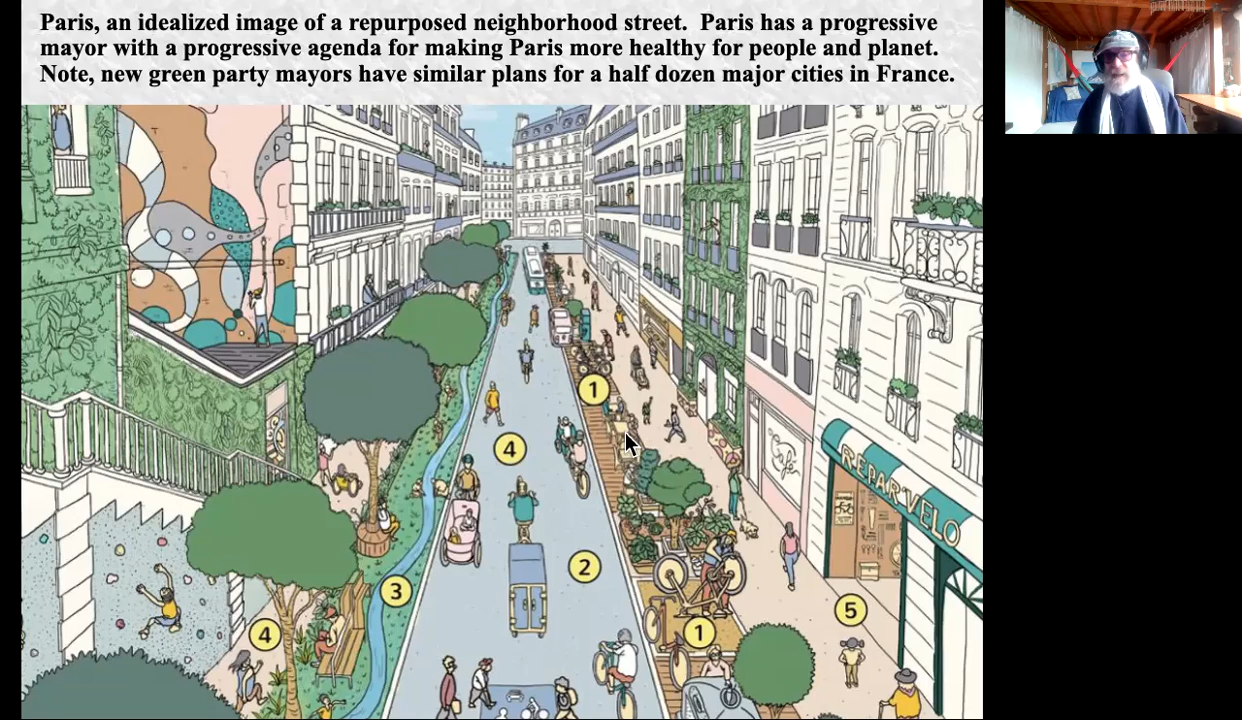 Paris, an idealized image of a repurposed neighborhood street.  Paris has a progressive
mayor with a progressive agenda for making Paris more healthy for people and planet.
Note, new green party mayors have similar plans for a half dozen major cities in France.
1
4
2
3
4
1
5
Café
REPAR'VELO